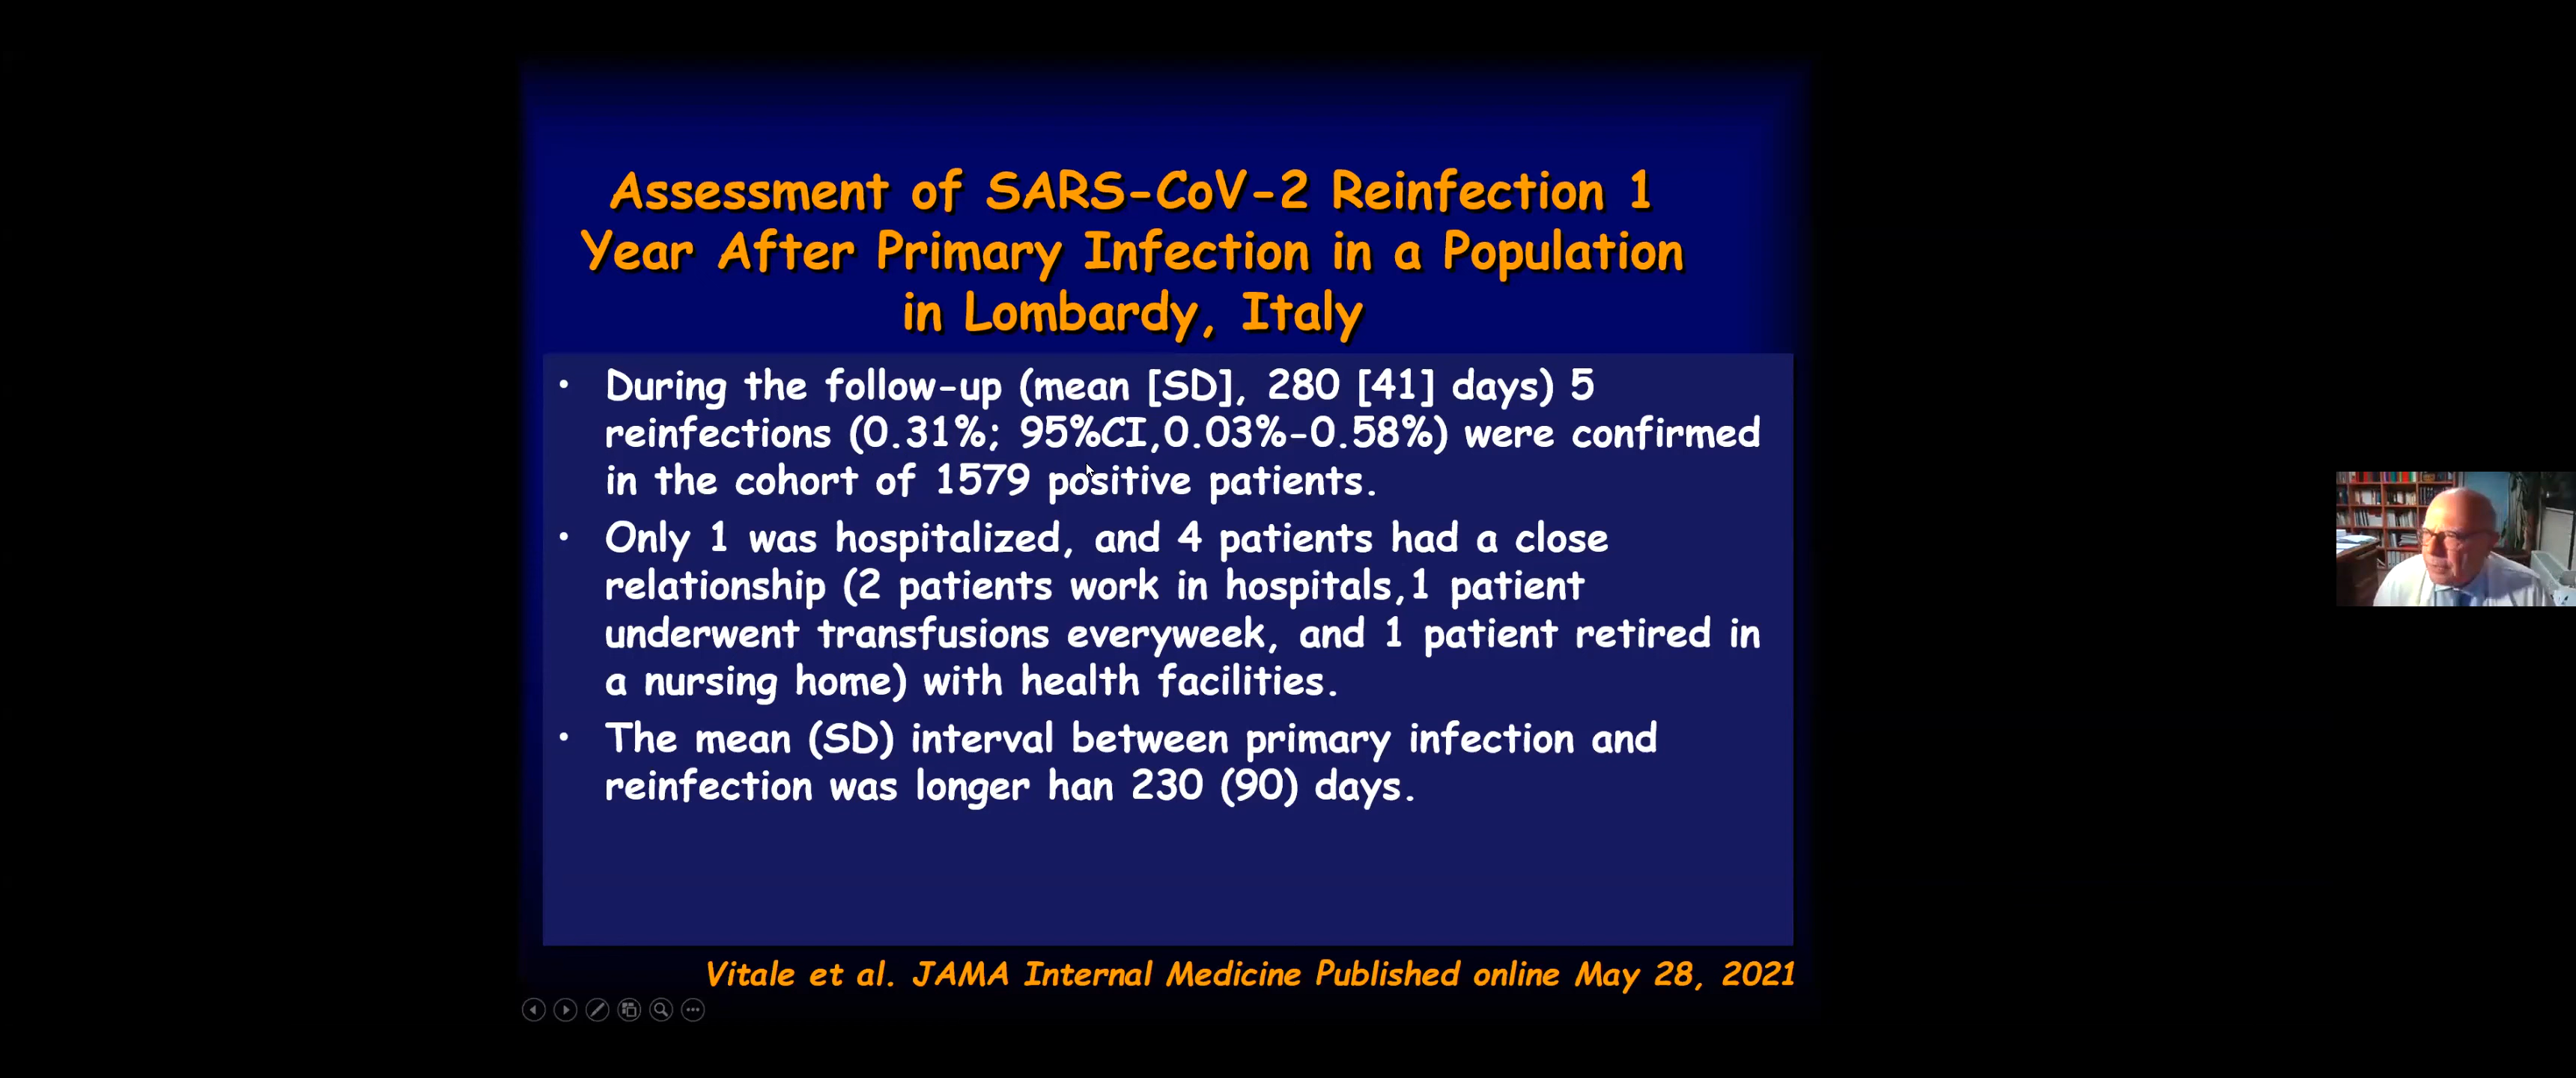 Assessment of SARS-CoV-2 Reinfection 1
Year After Primary Infection in a Population
in Lombardy, Italy
• During the follow-up (mean [SD], 280 [41] days) 5
reinfections (0.31%; 95%CI,0.03%-0.58%) were confirmed
in the cohort of 1579 positive patients.
• Only 1 was hospitalized, and 4 patients had a close
relationship (2 patients work in hospitals,1 patient
underwent transfusions everyweek, and 1 patient retired in
a nursing home) with health facilities.
• The mean (SD) interval between primary infection and
reinfection was longer han 230 (90) days.
Vitale et al. JAMA Internal Medicine Published online May 28, 2021